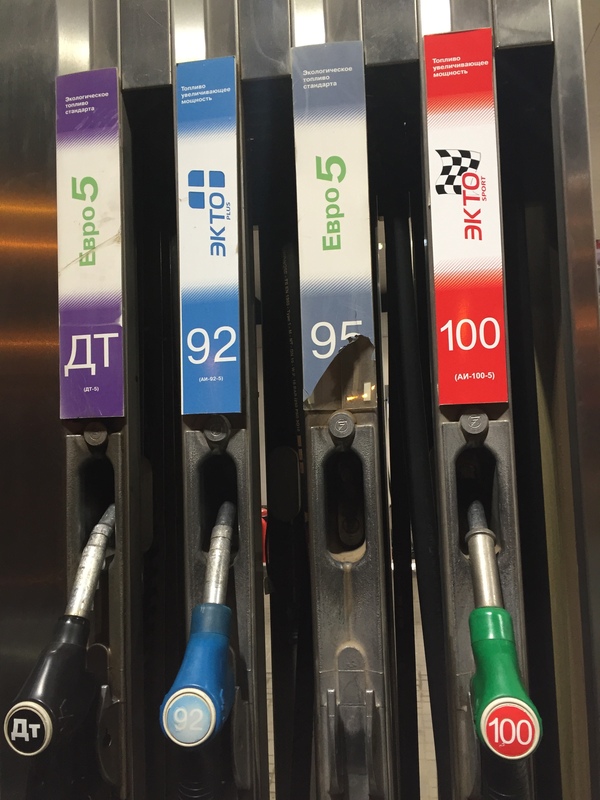 Экологическое
топливо
стандарта
Евро 5
ДТ
(ДТ-5)
Топливо
увеличивающее
мощность
ЭКТО
PLUS
92
(АИ-92-5)
Экологическое
топливо
стандарта
Евро 5
95
Топливо
увеличивающее
мощность
ЭКТО
SPORT
100
(АИ-100-5)
Дт
92
100